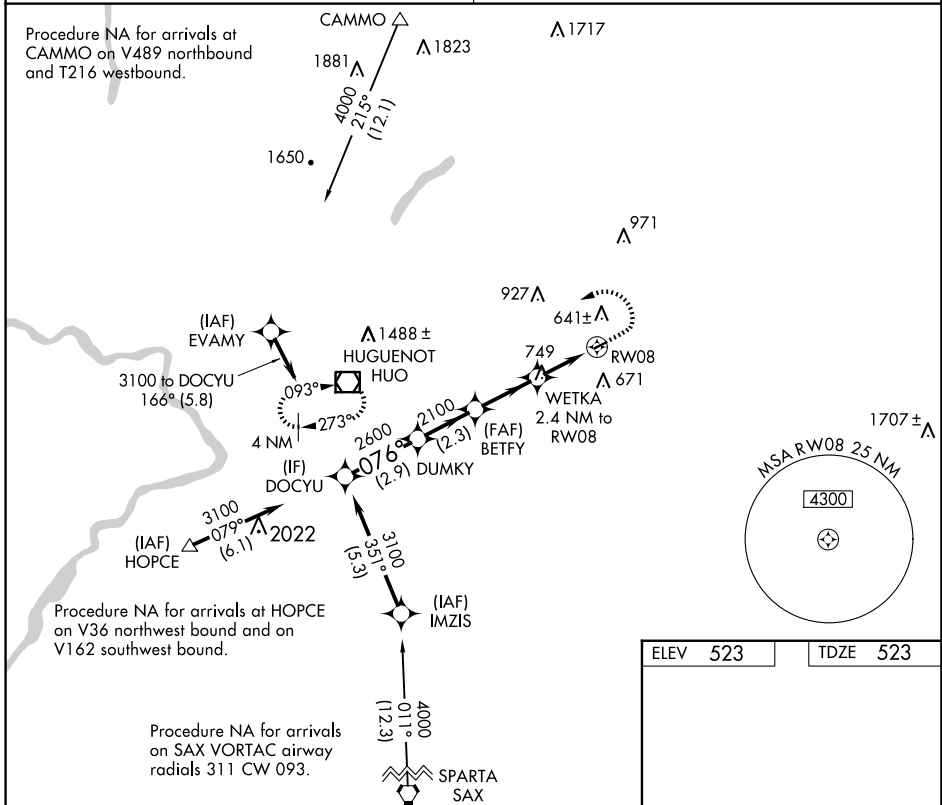 Procedure NA for arrivals at
CAMMO on V489 northbound
and T216 westbound.
CAMMO
1823
1717
1881
4000
215°
(12.1)
1650
971
927
641±
(IAF)
EVAMY
1488 ±
HUGUENOT
HUO
749
RW08
671
3100 to DOCYU
166° (5.8)
093°
273°
4 NM
WETKA
2.4 NM to
RW08
2100
(2.3)
(FAF)
BETFY
2600
076°
(2.9)
DUMKY
(IF)
DOCYU
1707 ±
MSA RW08 25 NM
4300
3100
079°
(6.1)
2022
(IAF)
HOPCE
3100
351°
(5.3)
(IAF)
IMZIS
Procedure NA for arrivals at HOPCE
on V36 northwest bound and on
V162 southwest bound.
ELEV 523
TDZE 523
4000
011°
(12.3)
Procedure NA for arrivals
on SAX VORTAC airway
radials 311 CW 093.
SPARTA
SAX